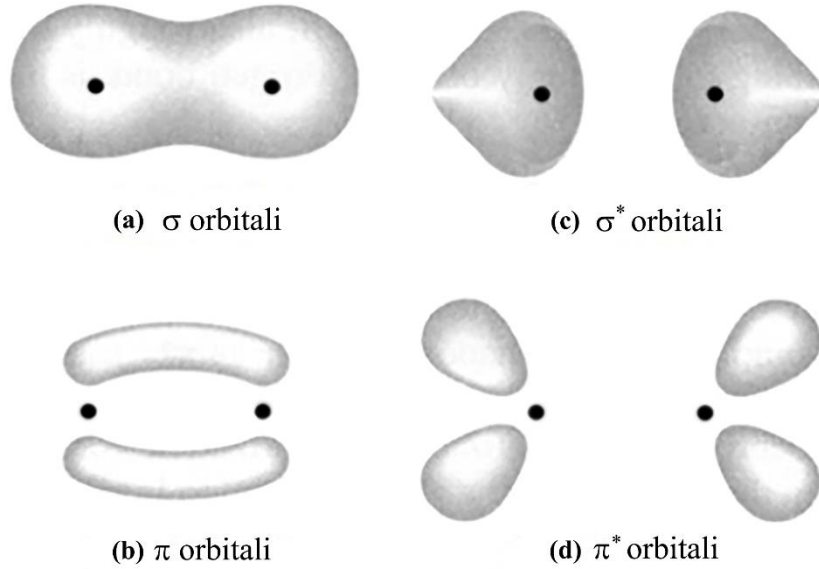 (a) σ orbitali
(c) σ* orbitali
(b) π orbitali
(d) π* orbitali